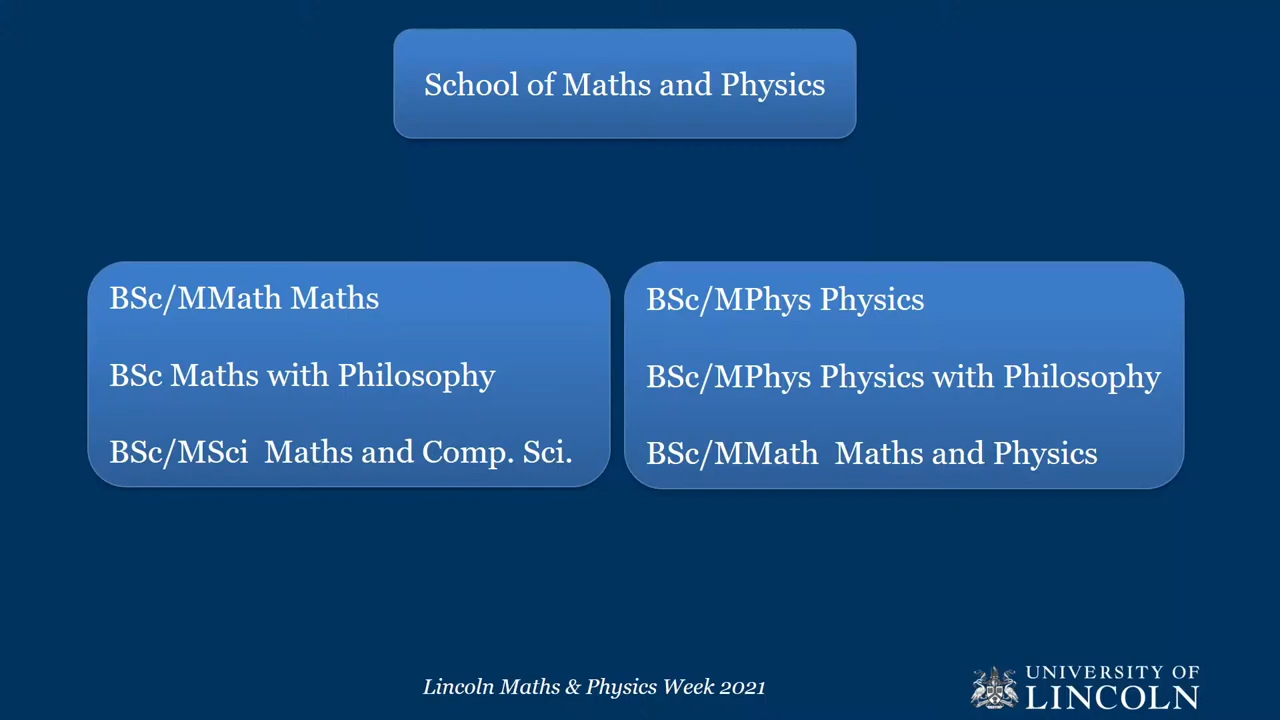 School of Maths and Physics
BSc/MMath Maths
BSc Maths with Philosophy
BSc/MSci  Maths and Comp. Sci.
BSc/MPhys Physics
BSc/MPhys Physics with Philosophy
BSc/MMath  Maths and Physics
Lincoln Maths & Physics Week 2021
UNIVERSITY OF
LINCOLN